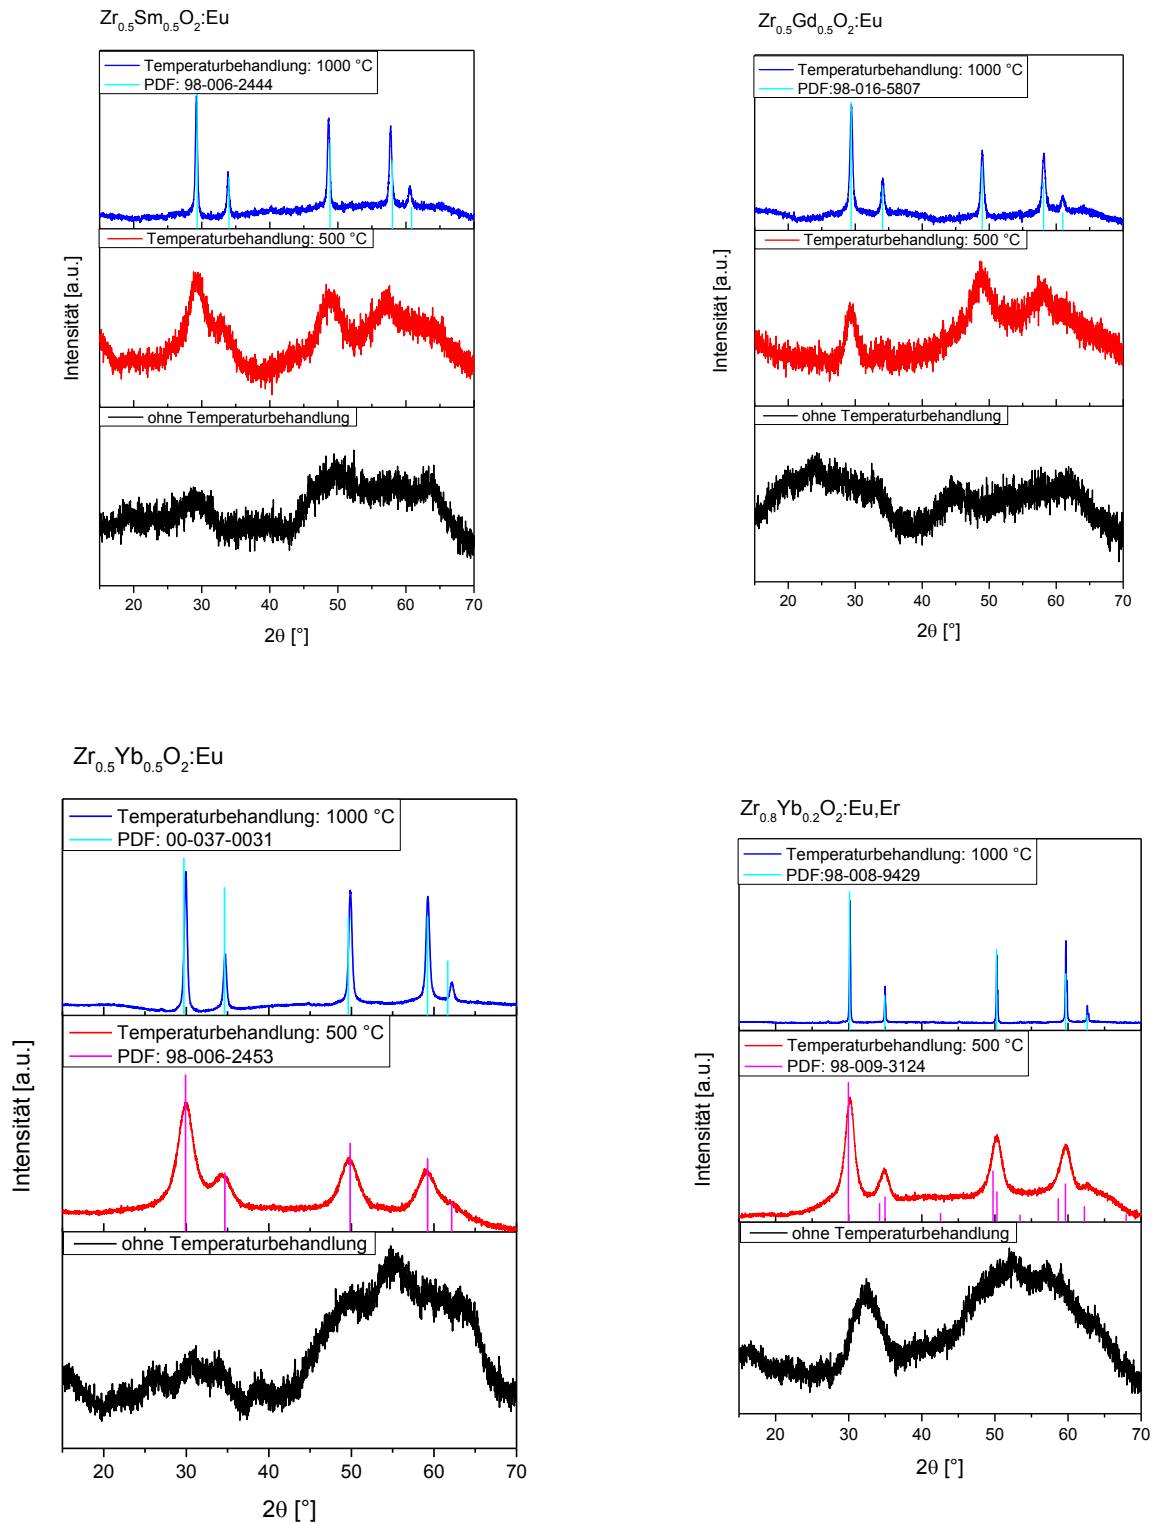 Zr0.5Sm0.5O2:Eu
Temperaturbehandlung: 1000 °C
PDF: 98-006-2444
Temperaturbehandlung: 500 °C
ohne Temperaturbehandlung
Intensität [a.u.]
20 30 40 50 60 70
2θ [°]
Zr0.5Gd0.5O2:Eu
Temperaturbehandlung: 1000 °C
PDF:98-016-5807
Temperaturbehandlung: 500 °C
ohne Temperaturbehandlung
Intensität [a.u.]
20 30 40 50 60 70
2θ [°]
Zr0.5Yb0.5O2:Eu
Temperaturbehandlung: 1000 °C
PDF: 00-037-0031
Temperaturbehandlung: 500 °C
PDF: 98-006-2453
ohne Temperaturbehandlung
Intensität [a.u.]
20 30 40 50 60 70
2θ [°]
Zr0.8Yb0.2O2:Eu,Er
Temperaturbehandlung: 1000 °C
PDF:98-008-9429
Temperaturbehandlung: 500 °C
PDF: 98-009-3124
ohne Temperaturbehandlung
Intensität [a.u.]
20 30 40 50 60 70
2θ [°]